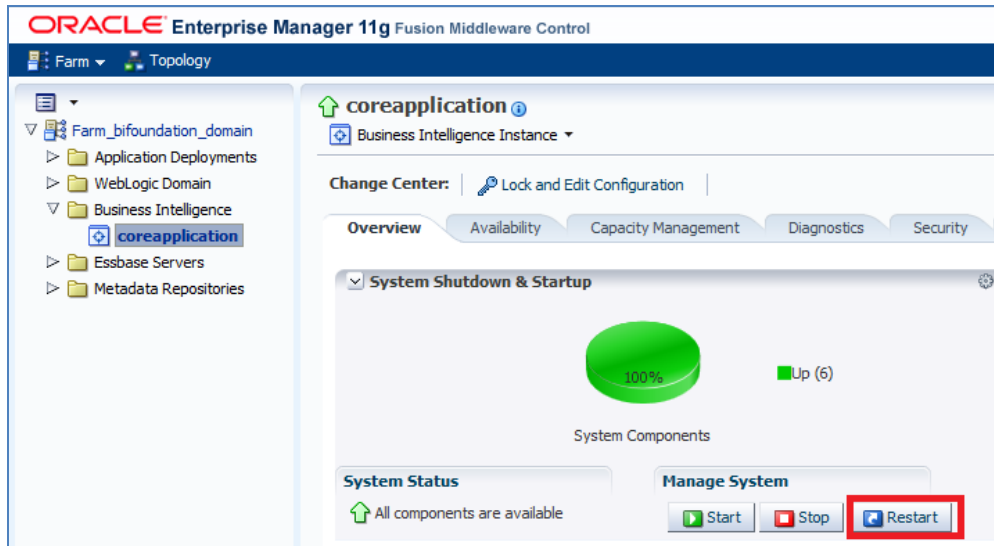 ORACLE Enterprise Manager 11g Fusion Middleware Control
Farm Topology
Farm_bifoundation_domain
Application Deployments
WebLogic Domain
Business Intelligence
coreapplication
Essbase Servers
Metadata Repositories
coreapplication
Business Intelligence Instance
Change Center: Lock and Edit Configuration
Overview Availability Capacity Management Diagnostics Security
System Shutdown & Startup
100%
Up (6)
System Components
System Status
All components are available
Manage System
Start Stop Restart